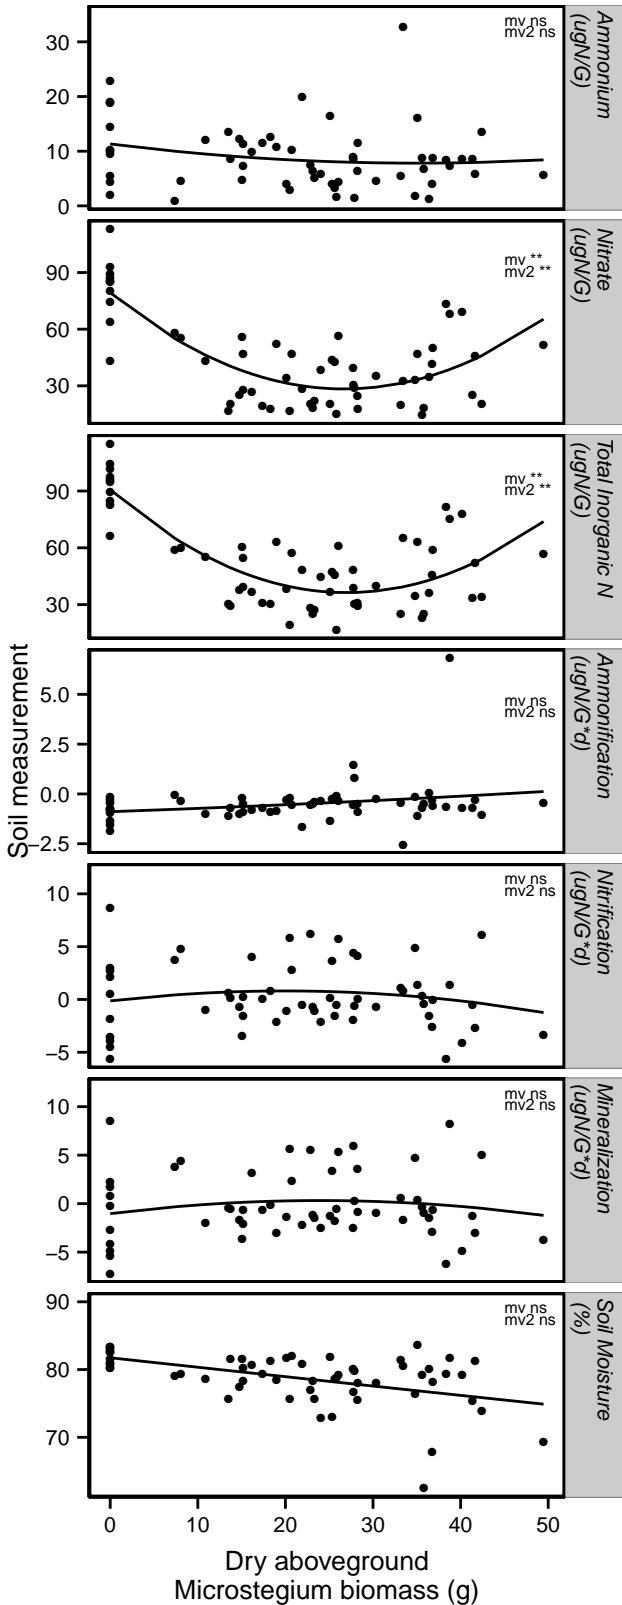 30
20
10
0
mv ns
mv2 ns
Ammonium
(ugN/G)
90
60
30
mv **
mv2 **
Nitrate
(ugN/G)
90
60
30
mv **
mv2 **
Total Inorganic N
(ugN/G)
Soil measurement
5.0
2.5
0.0
−2.5
mv ns
mv2 ns
Ammonification
(ugN/G*d)
10
5
0
−5
mv ns
mv2 ns
Nitrification
(ugN/G*d)
10
5
0
−5
mv ns
mv2 ns
Mineralization
(ugN/G*d)
90
80
70
mv ns
mv2 ns
Soil Moisture
(%)
0 10 20 30 40 50
Dry aboveground
Microstegium biomass (g)